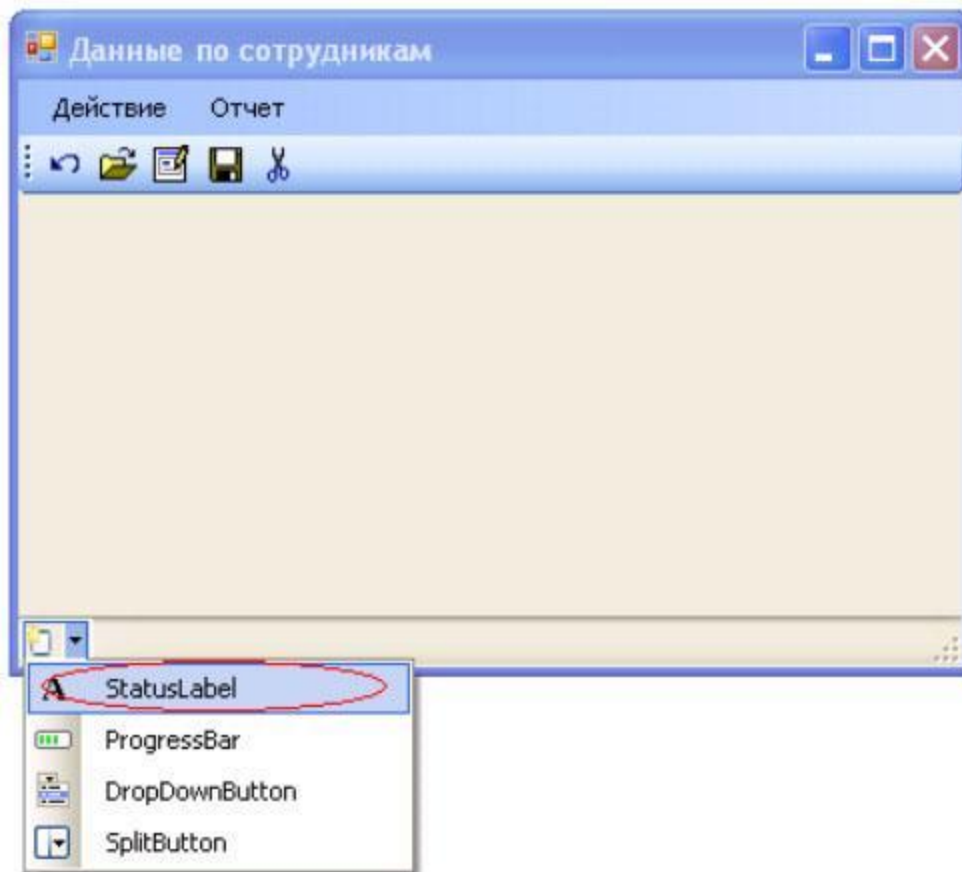 Данные по сотрудникам
Действие Отчет
StatusLabel
ProgressBar
DropDownButton
SplitButton